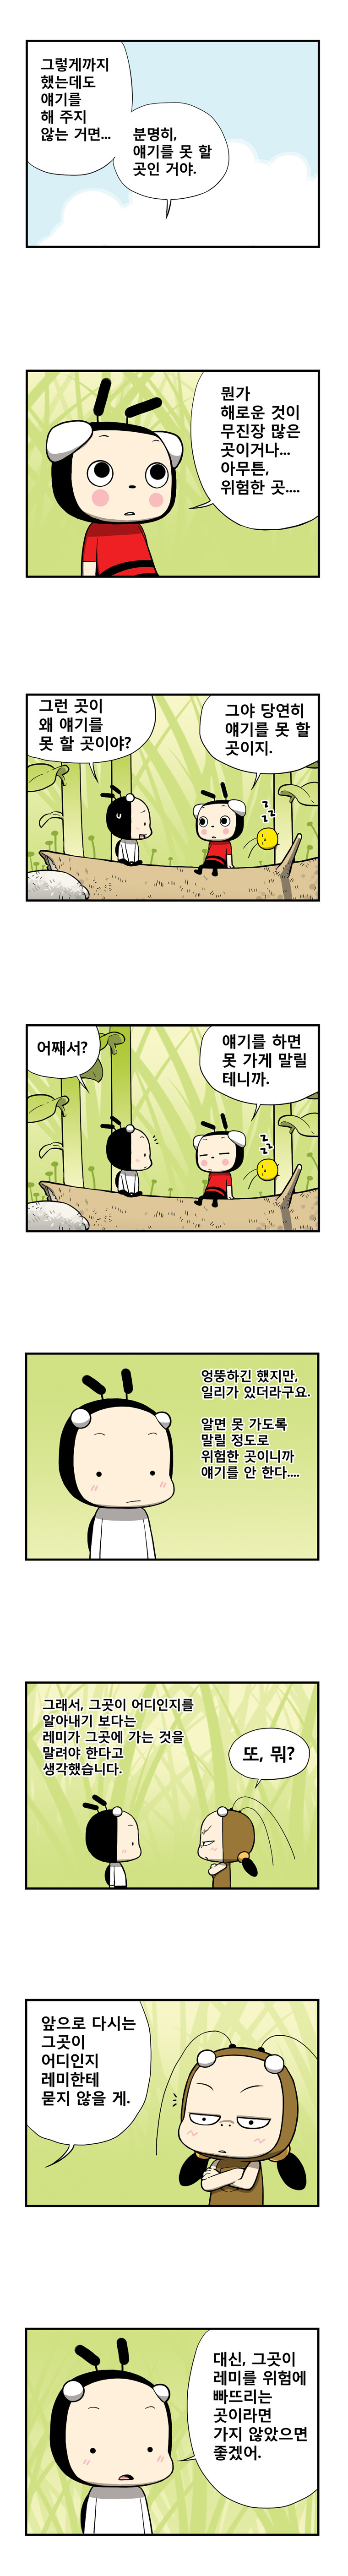 그렇게까지
했는데도
얘기를
해 주지
않는 거면...
분명히,
얘기를 못 할
곳인 거야.
뭔가
해로운 것이
무진장 많은
곳이거나...
아무튼,
위험한 곳....
그런 곳이
왜 얘기를
못 할 곳이야?
그야 당연히
얘기를 못 할
곳이지.
z
z
z
어째서?
얘기를 하면
못 가게 말릴
테니까.
z
z
z
엉뚱하긴 했지만,
일리가 있더라구요.
알면 못 가도록
말릴 정도로
위험한 곳이니까
얘기를 안 한다....
그래서, 그곳이 어디인지를
알아내기 보다는
레미가 그곳에 가는 것을
말려야 한다고
생각했습니다.
또, 뭐?
앞으로 다시는
그곳이
어디인지
레미한테
묻지 않을 게.
대신, 그곳이
레미를 위험에
빠뜨리는
곳이라면
가지 않았으면
좋겠어.